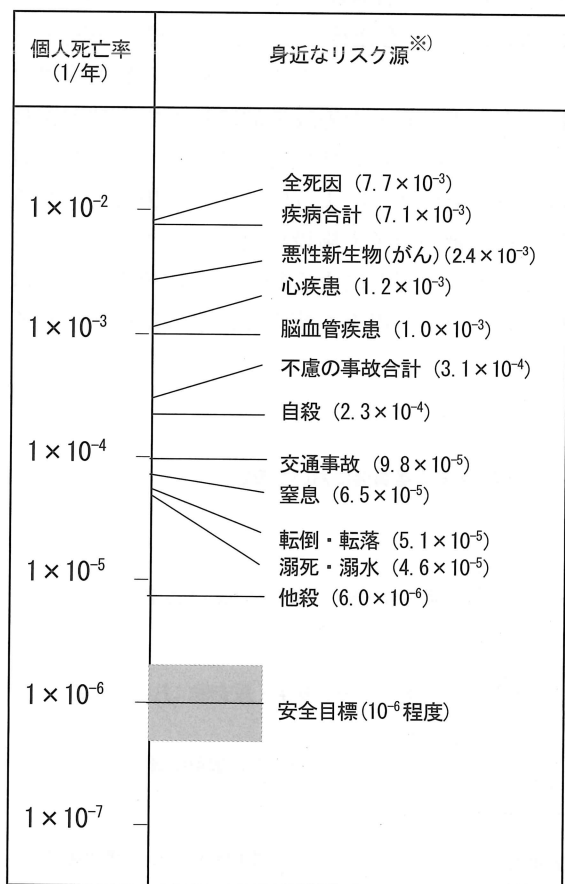 個人死亡率
(1/年)
身近なリスク源※)
1×10⁻²
1×10⁻³
1×10⁻⁴
1×10⁻⁵
1×10⁻⁶
1×10⁻⁷
全死因 (7.7×10⁻³)
疾病合計 (7.1×10⁻³)
悪性新生物(がん)(2.4×10⁻³)
心疾患 (1.2×10⁻³)
脳血管疾患 (1.0×10⁻³)
不慮の事故合計 (3.1×10⁻⁴)
自殺 (2.3×10⁻⁴)
交通事故 (9.8×10⁻⁵)
窒息 (6.5×10⁻⁵)
転倒・転落 (5.1×10⁻⁵)
溺死・溺水 (4.6×10⁻⁵)
他殺 (6.0×10⁻⁶)
安全目標(10⁻⁶程度)